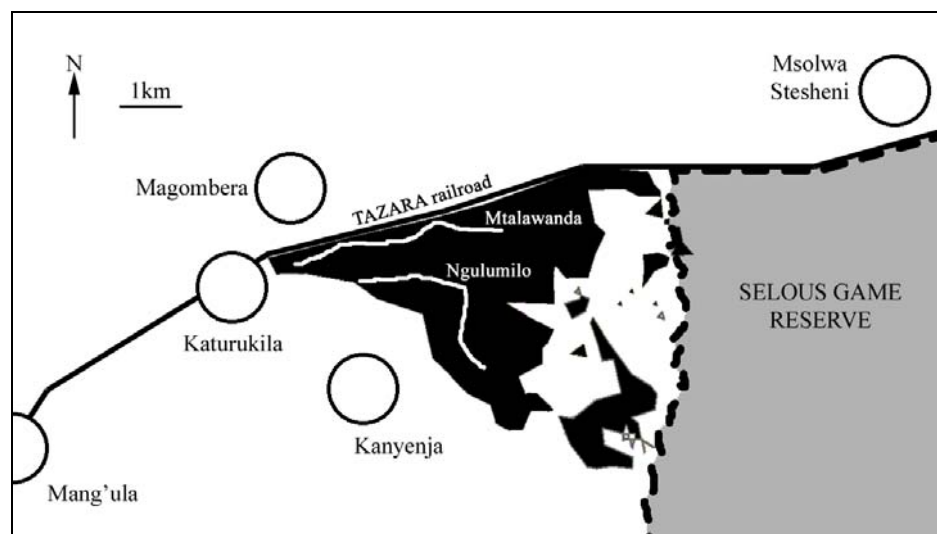 N
1km
Msolwa
Stesheni
Magombera
TAZARA railroad
Mtalawanda
Ngulumilo
SELOUS GAME
RESERVE
Katurukila
Kanyenja
Mang’ula